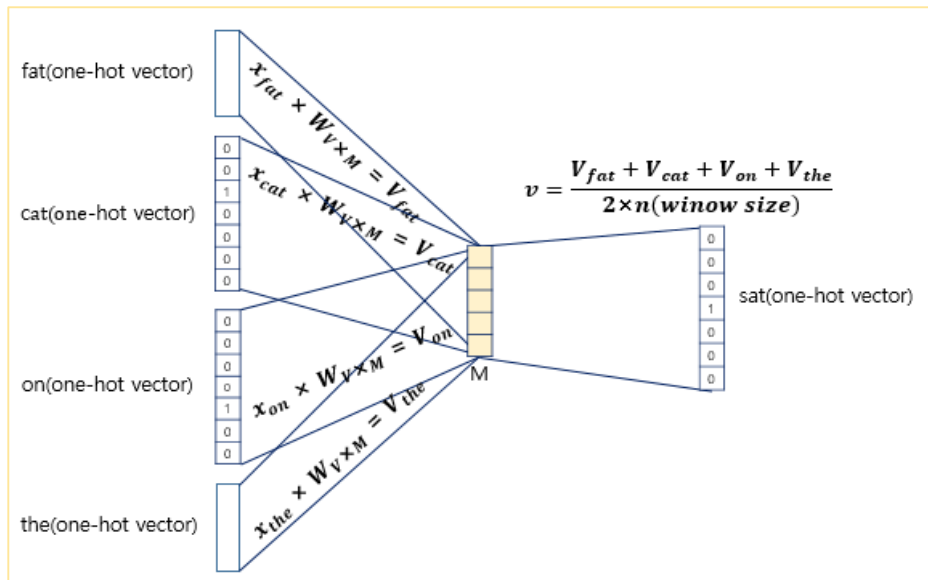 fat(one-hot vector)
x_fat × W_V×M = V_fat
0
0
1
0
0
0
0
cat(one-hot vector)
x_cat × W_V×M = V_cat
0
0
0
0
1
0
0
on(one-hot vector)
x_on × W_V×M = V_on
the(one-hot vector)
x_the × W_V×M = V_the
M
v = V_fat + V_cat + V_on + V_the
2×n(winow size)
0
0
0
1
0
0
0
sat(one-hot vector)